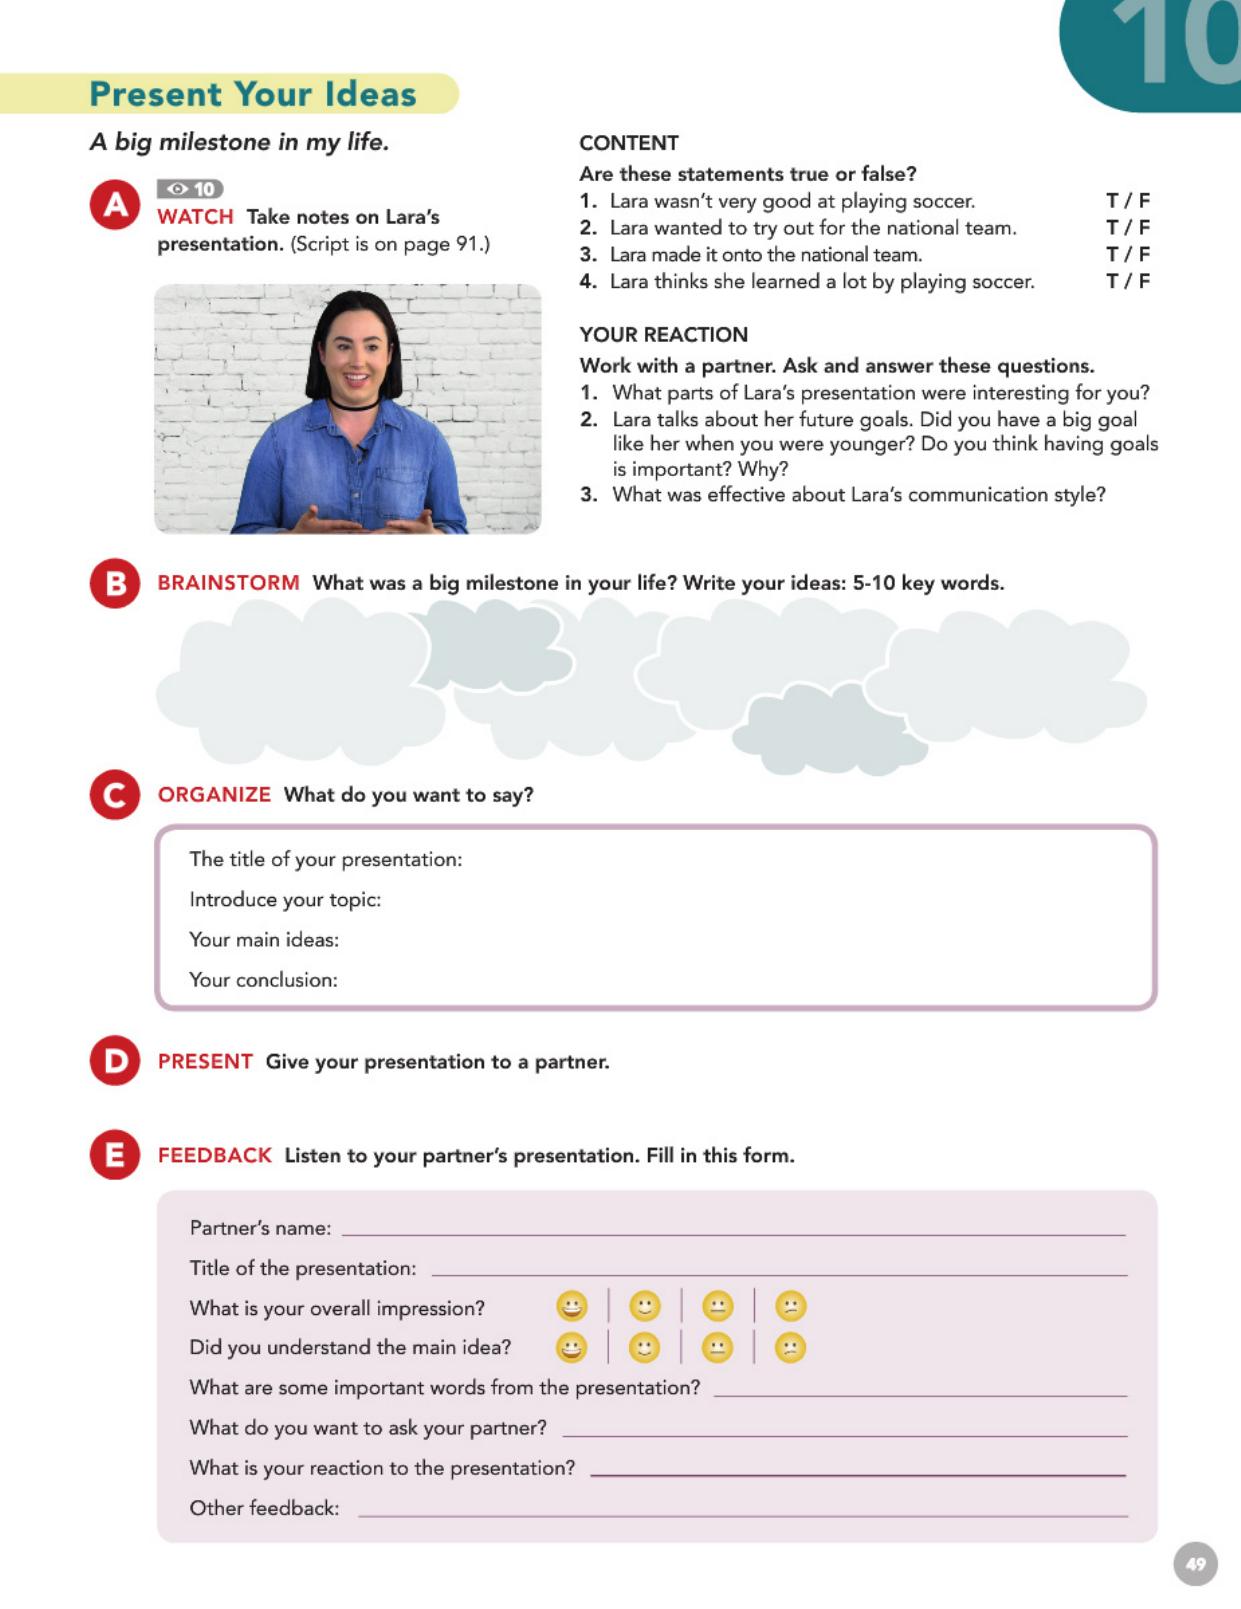 10
Present Your Ideas
A big milestone in my life.
A
10
WATCH Take notes on Lara's
presentation. (Script is on page 91.)
CONTENT
Are these statements true or false?
1. Lara wasn't very good at playing soccer. T / F
2. Lara wanted to try out for the national team. T / F
3. Lara made it onto the national team. T / F
4. Lara thinks she learned a lot by playing soccer. T / F
YOUR REACTION
Work with a partner. Ask and answer these questions.
1. What parts of Lara's presentation were interesting for you?
2. Lara talks about her future goals. Did you have a big goal
like her when you were younger? Do you think having goals
is important? Why?
3. What was effective about Lara's communication style?
B
BRAINSTORM What was a big milestone in your life? Write your ideas: 5-10 key words.
C
ORGANIZE What do you want to say?
The title of your presentation:
Introduce your topic:
Your main ideas:
Your conclusion:
D
PRESENT Give your presentation to a partner.
E
FEEDBACK Listen to your partner's presentation. Fill in this form.
Partner's name:
Title of the presentation:
What is your overall impression?
Did you understand the main idea?
What are some important words from the presentation?
What do you want to ask your partner?
What is your reaction to the presentation?
Other feedback:
49